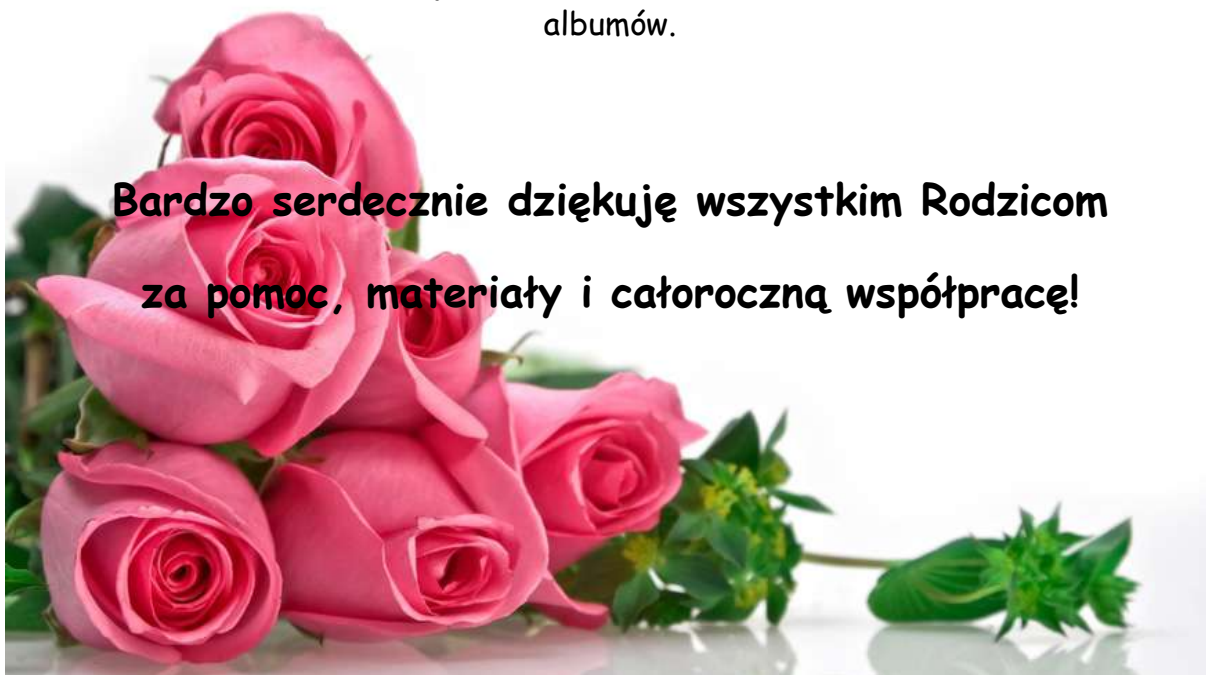 albumów.
Bardzo serdecznie dziękuję wszystkim Rodzicom
za pomoc, materiały i całoroczną współpracę!